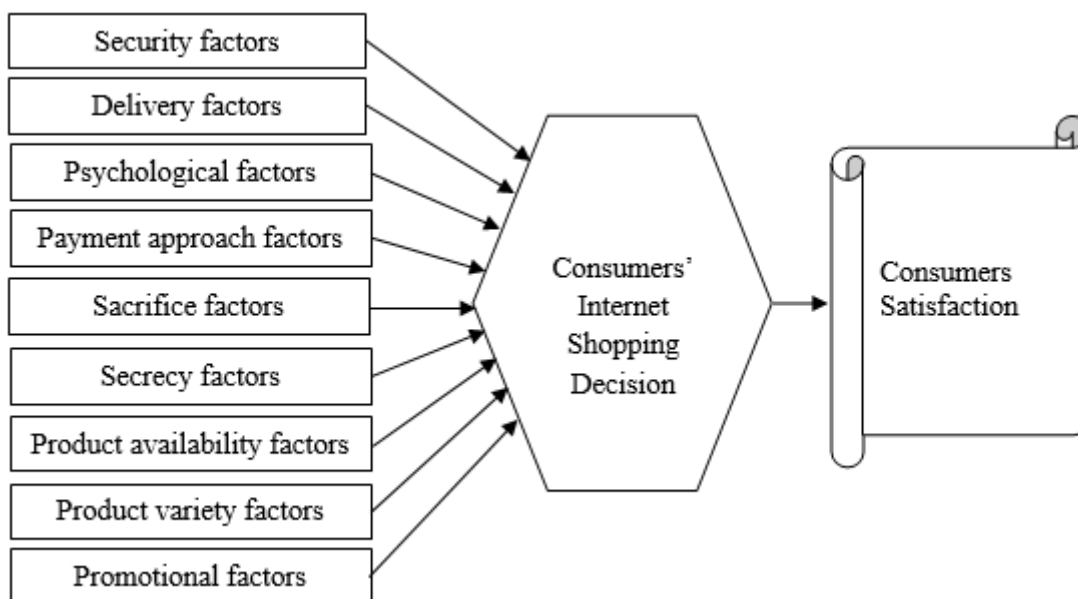 Security factors
Delivery factors
Psychological factors
Payment approach factors
Sacrifice factors
Secrecy factors
Product availability factors
Product variety factors
Promotional factors
Consumers’
Internet
Shopping
Decision
Consumers
Satisfaction